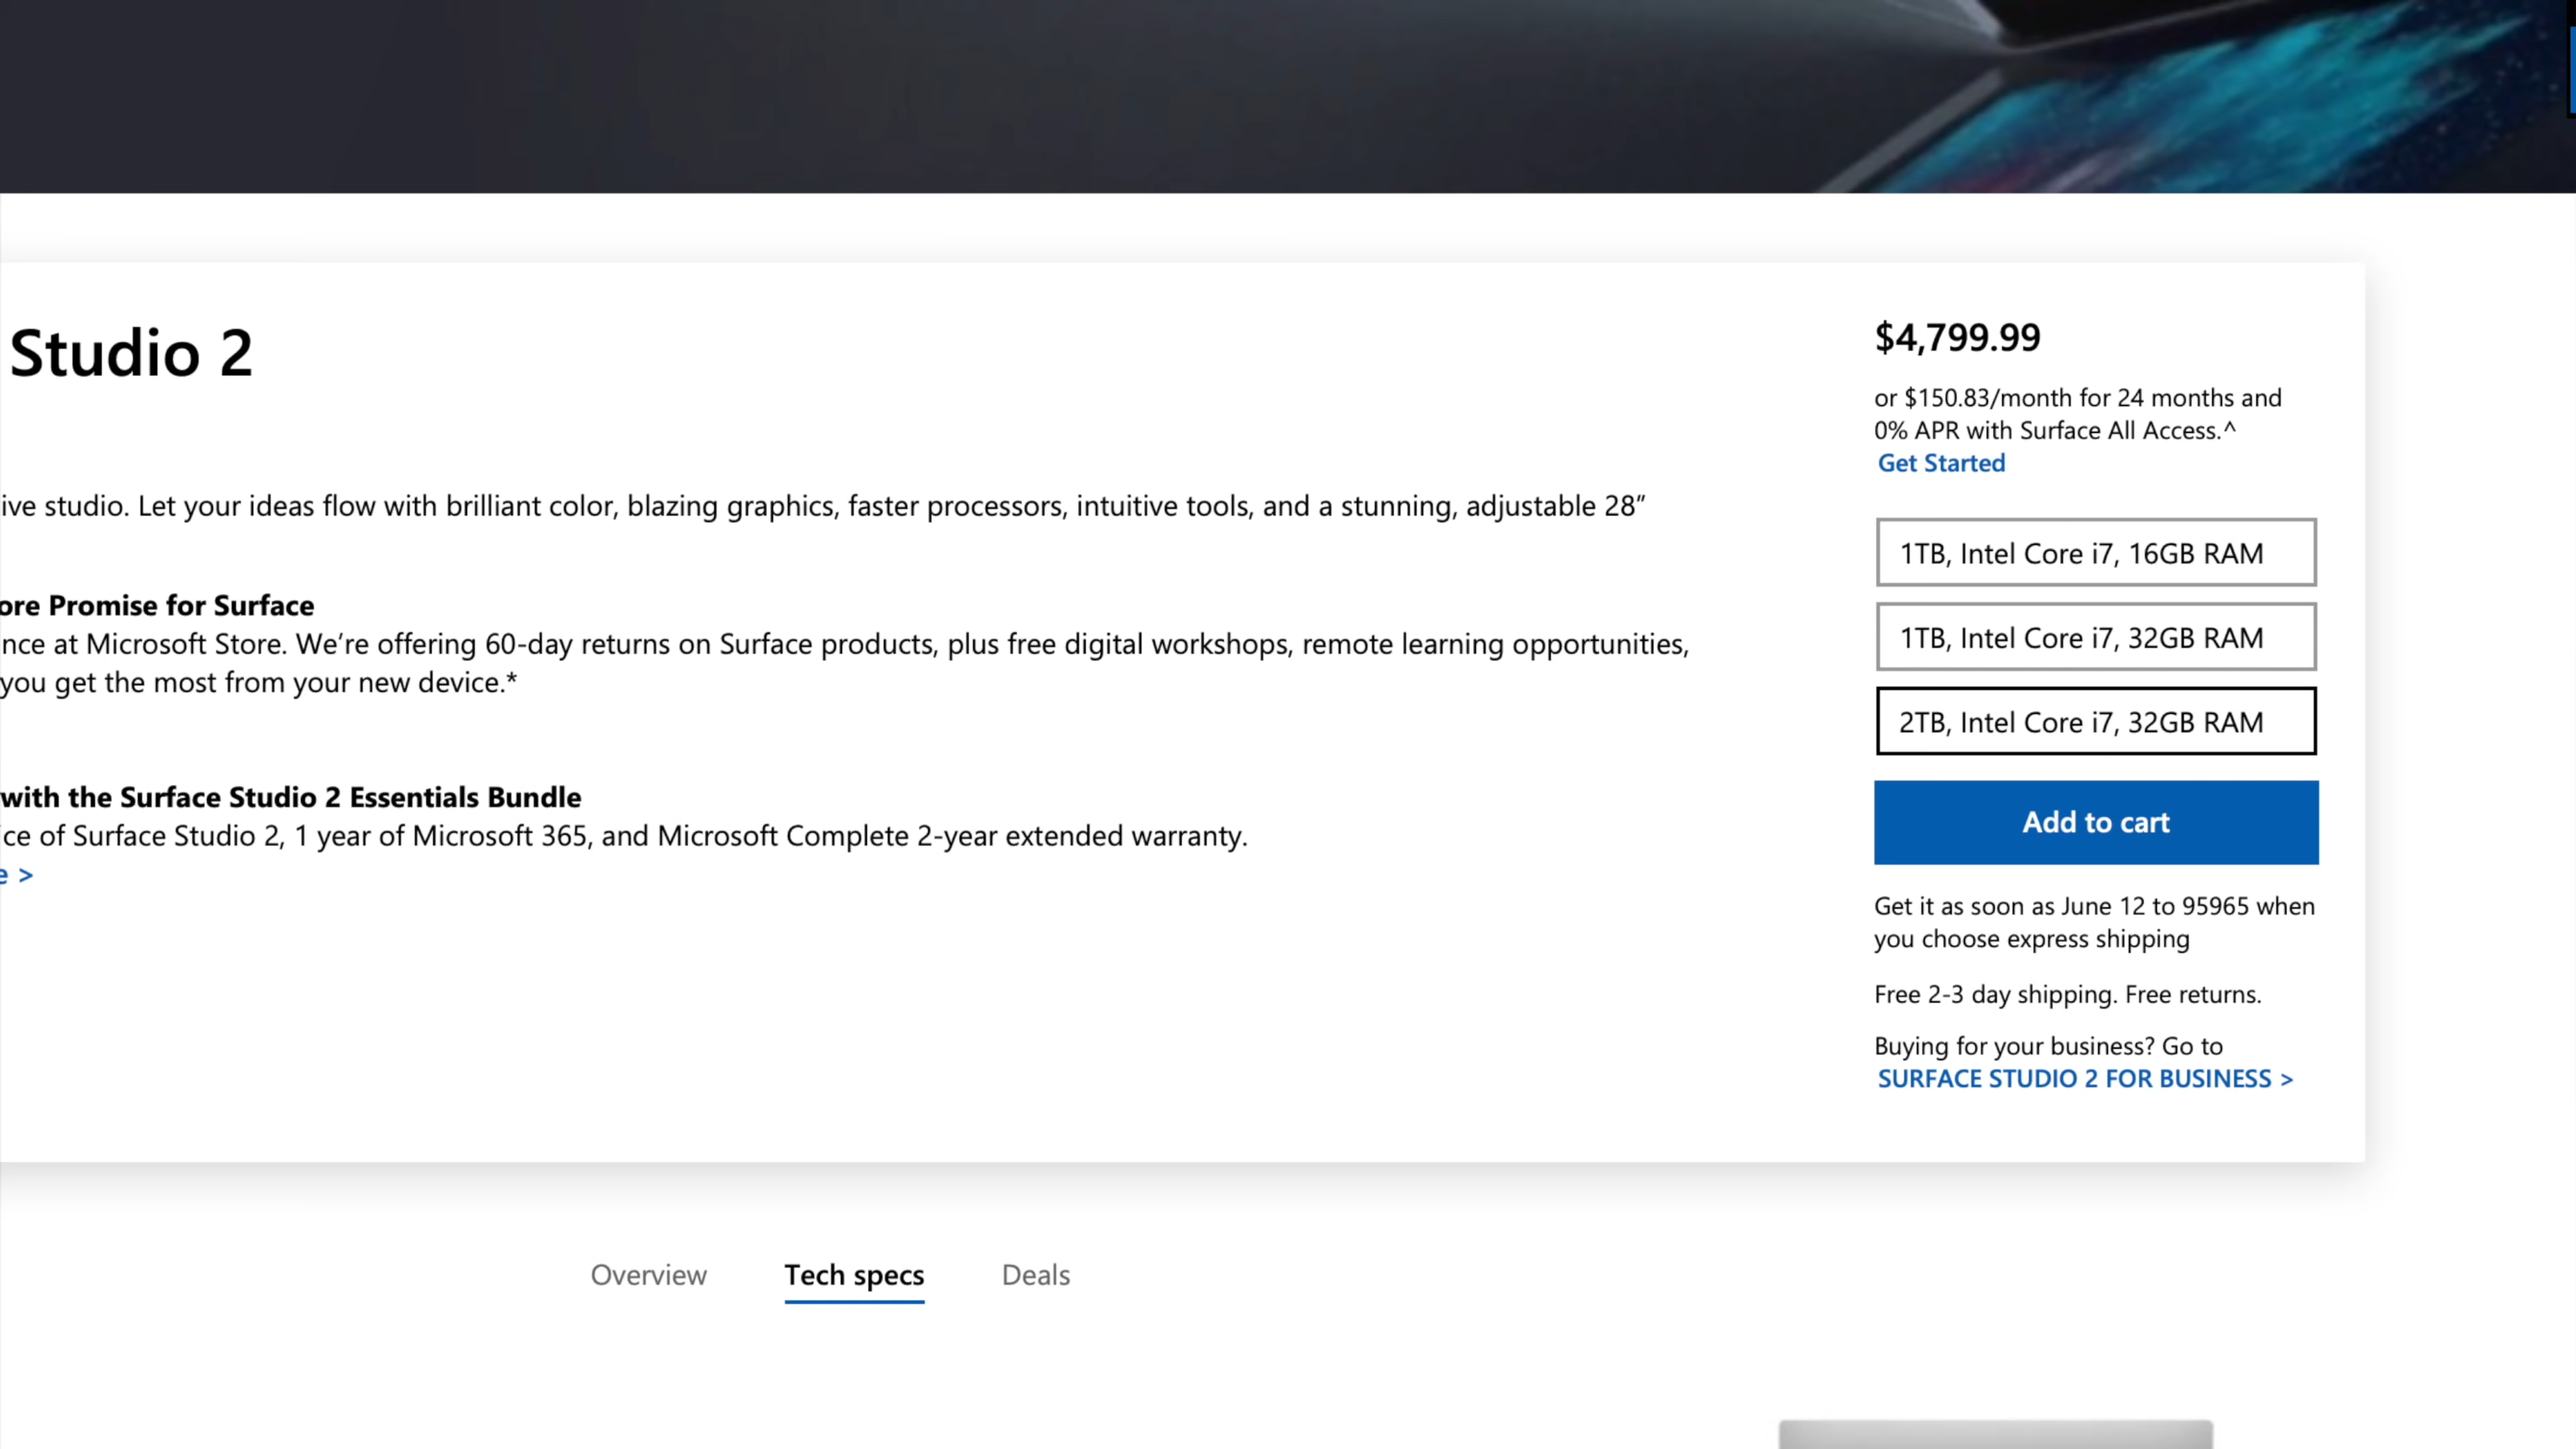 Studio 2
ive studio. Let your ideas flow with brilliant color, blazing graphics, faster processors, intuitive tools, and a stunning, adjustable 28”
ore Promise for Surface
nce at Microsoft Store. We’re offering 60-day returns on Surface products, plus free digital workshops, remote learning opportunities,
you get the most from your new device.*
with the Surface Studio 2 Essentials Bundle
ce of Surface Studio 2, 1 year of Microsoft 365, and Microsoft Complete 2-year extended warranty.
e >
$4,799.99
or $150.83/month for 24 months and
0% APR with Surface All Access.^
Get Started
1TB, Intel Core i7, 16GB RAM
1TB, Intel Core i7, 32GB RAM
2TB, Intel Core i7, 32GB RAM
Add to cart
Get it as soon as June 12 to 95965 when
you choose express shipping
Free 2-3 day shipping. Free returns.
Buying for your business? Go to
SURFACE STUDIO 2 FOR BUSINESS >
Overview
Tech specs
Deals